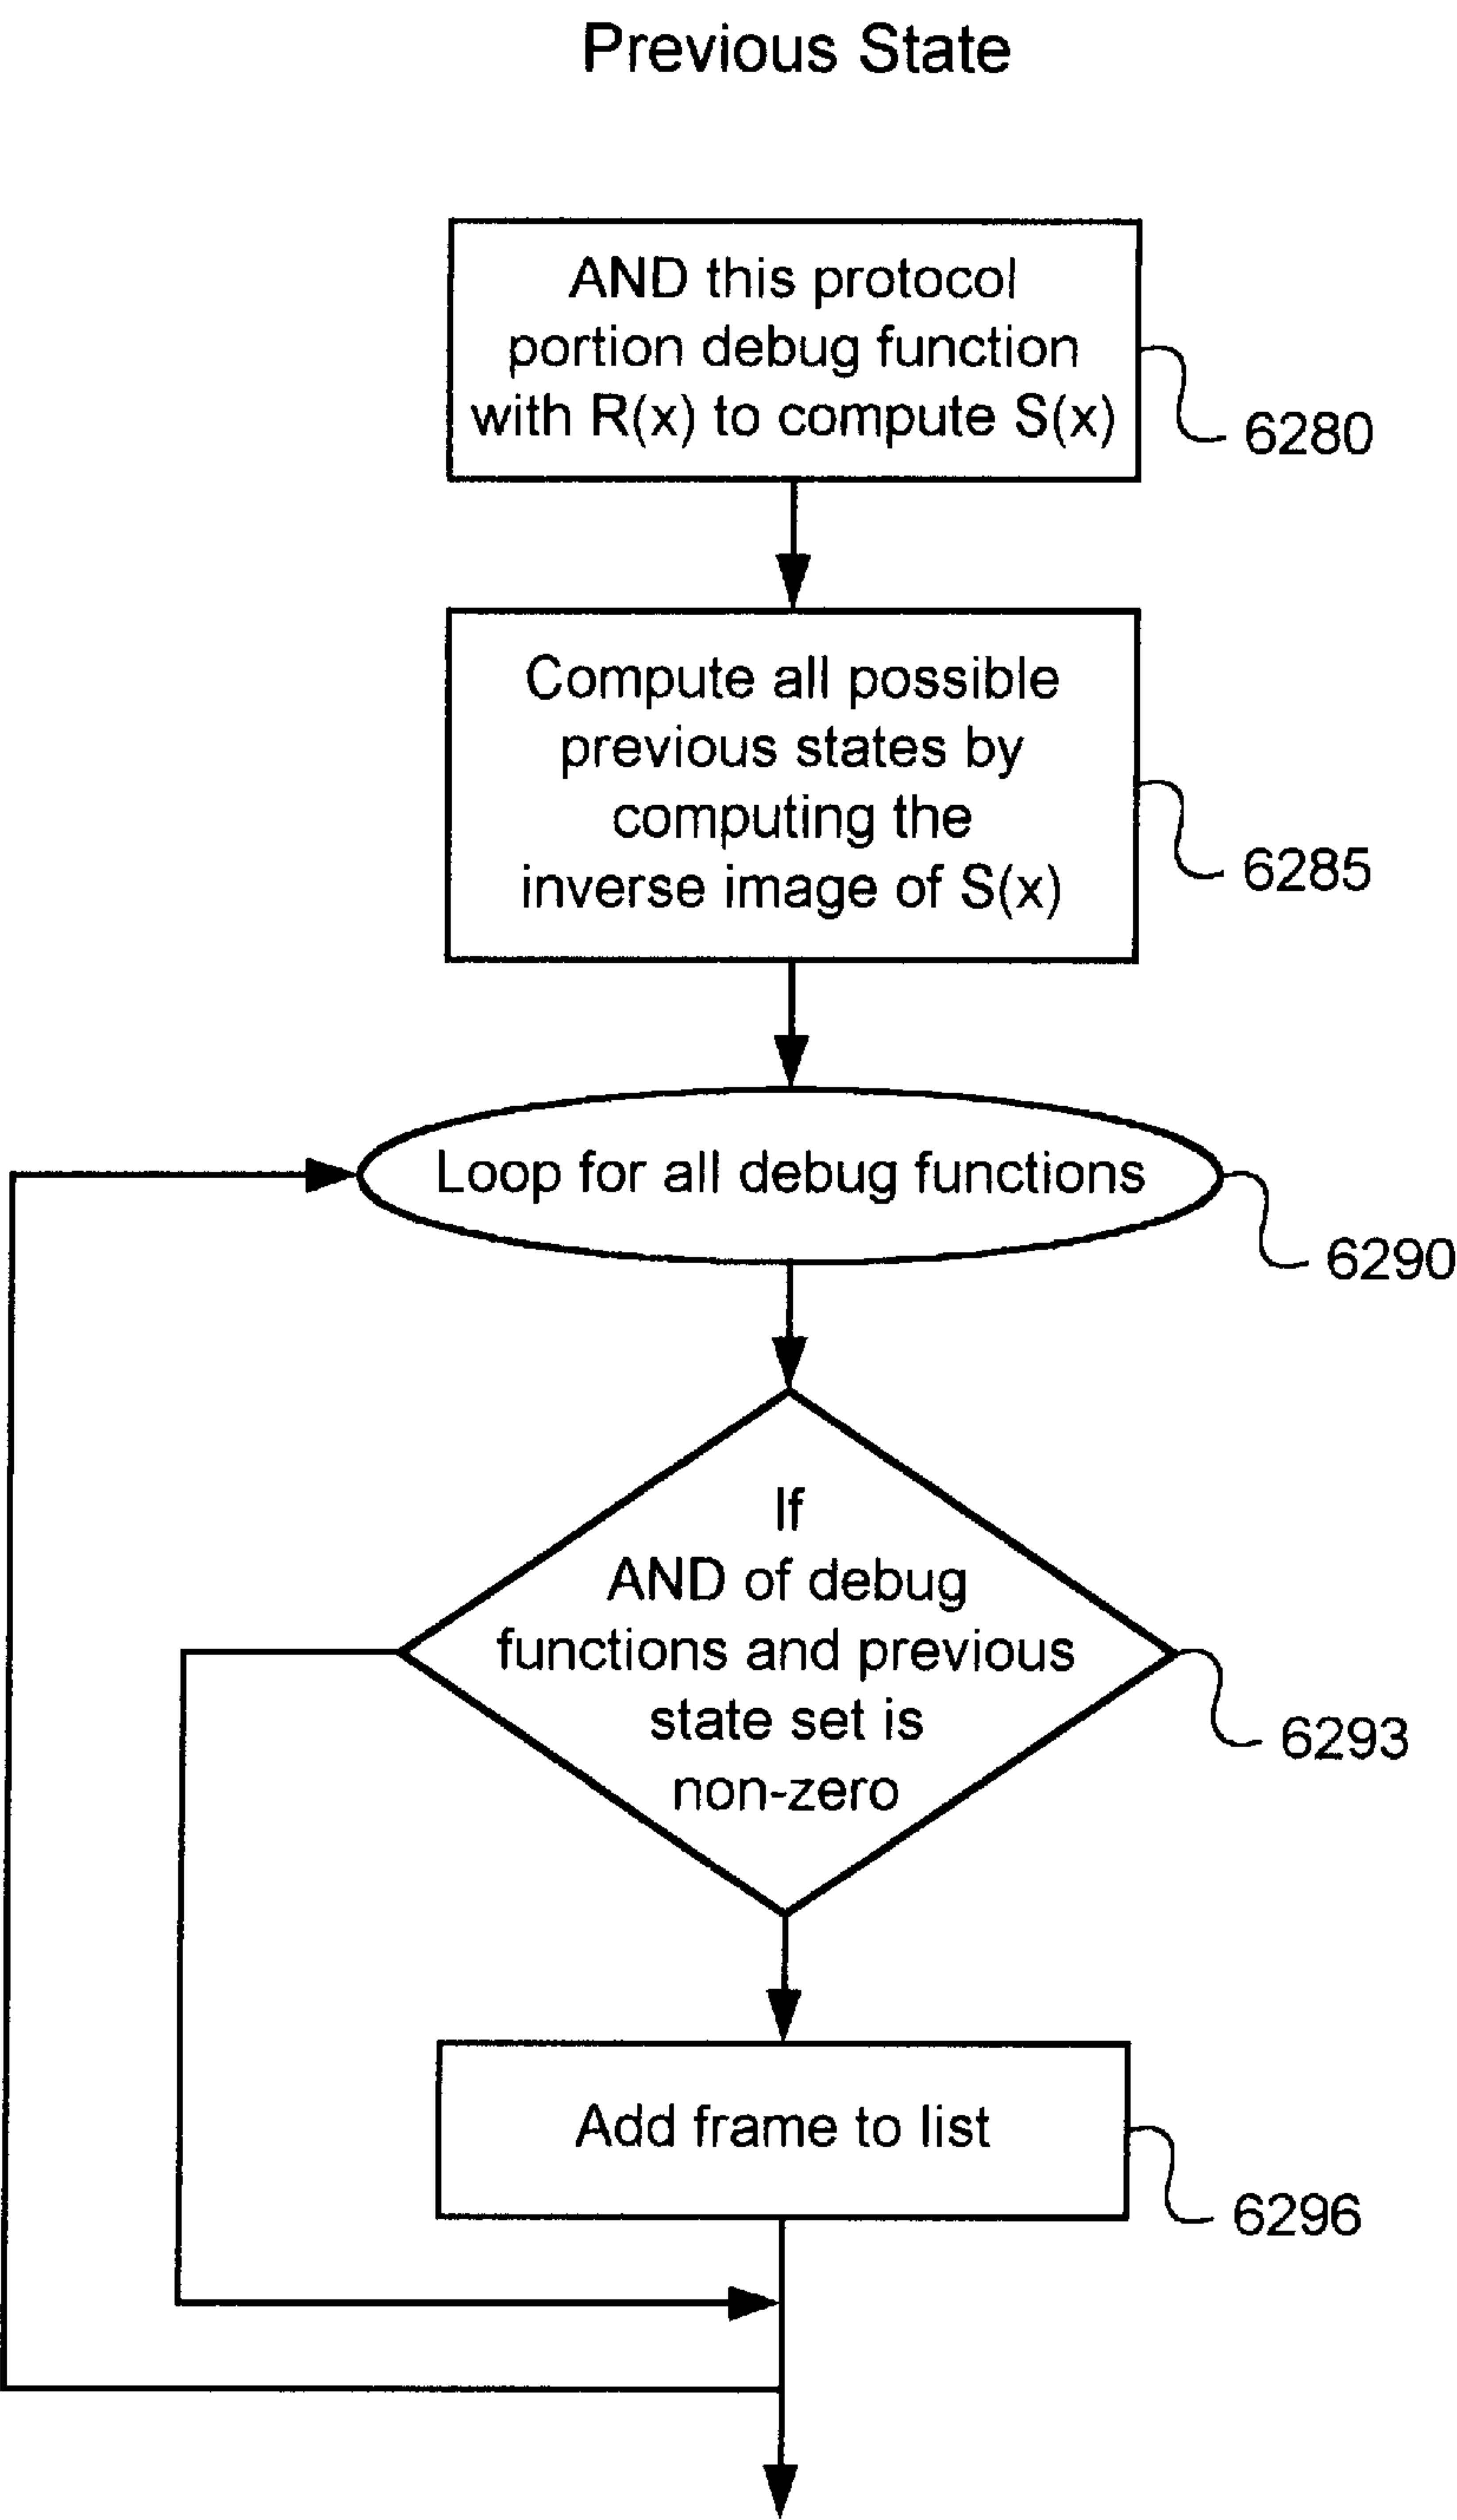 Previous State
AND this protocol
portion debug function
with R(x) to compute S(x)
6280
Compute all possible
previous states by
computing the
inverse image of S(x)
6285
Loop for all debug functions
6290
If
AND of debug
functions and previous
state set is
non-zero
6293
Add frame to list
6296